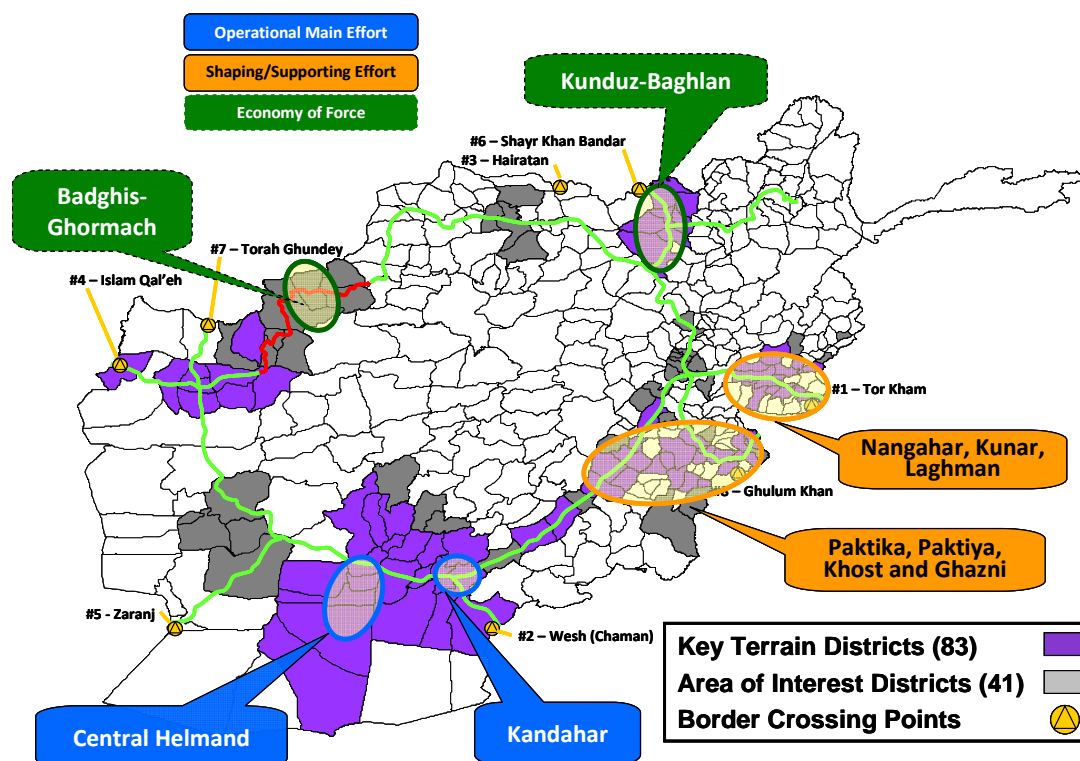 Operational Main Effort
Shaping/Supporting Effort
Economy of Force
Kunduz-Baghlan
#6 – Shayr Khan Bandar
#3 – Hairatan
Badghis-
Ghormach
#7 – Torah Ghundey
#4 – Islam Qal’eh
#1 – Tor Kham
Nangahar, Kunar,
Laghman
– Ghulum Khan
Paktika, Paktiya,
Khost and Ghazni
#5 - Zaranj
#2 – Wesh (Chaman)
Central Helmand
Kandahar
Key Terrain Districts (83)
Area of Interest Districts (41)
Border Crossing Points